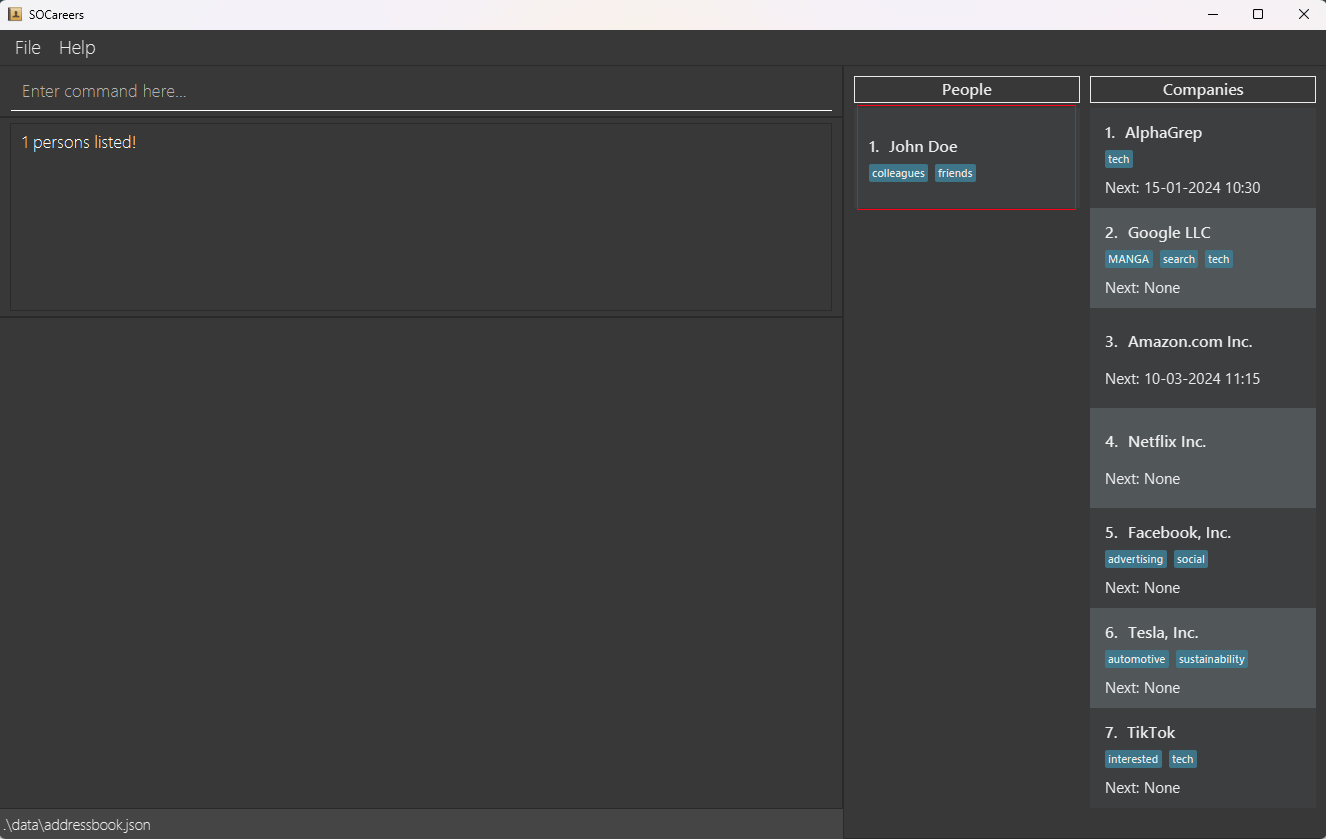 SOCareers
File Help
Enter command here...
1 persons listed!
People
1. John Doe
colleagues friends
Companies
1. AlphaGrep
tech
Next: 15-01-2024 10:30
2. Google LLC
MANGA search tech
Next: None
3. Amazon.com Inc.
Next: 10-03-2024 11:15
4. Netflix Inc.
Next: None
5. Facebook, Inc.
advertising social
Next: None
6. Tesla, Inc.
automotive sustainability
Next: None
7. TikTok
interested tech
Next: None
.\data\addressbook.json